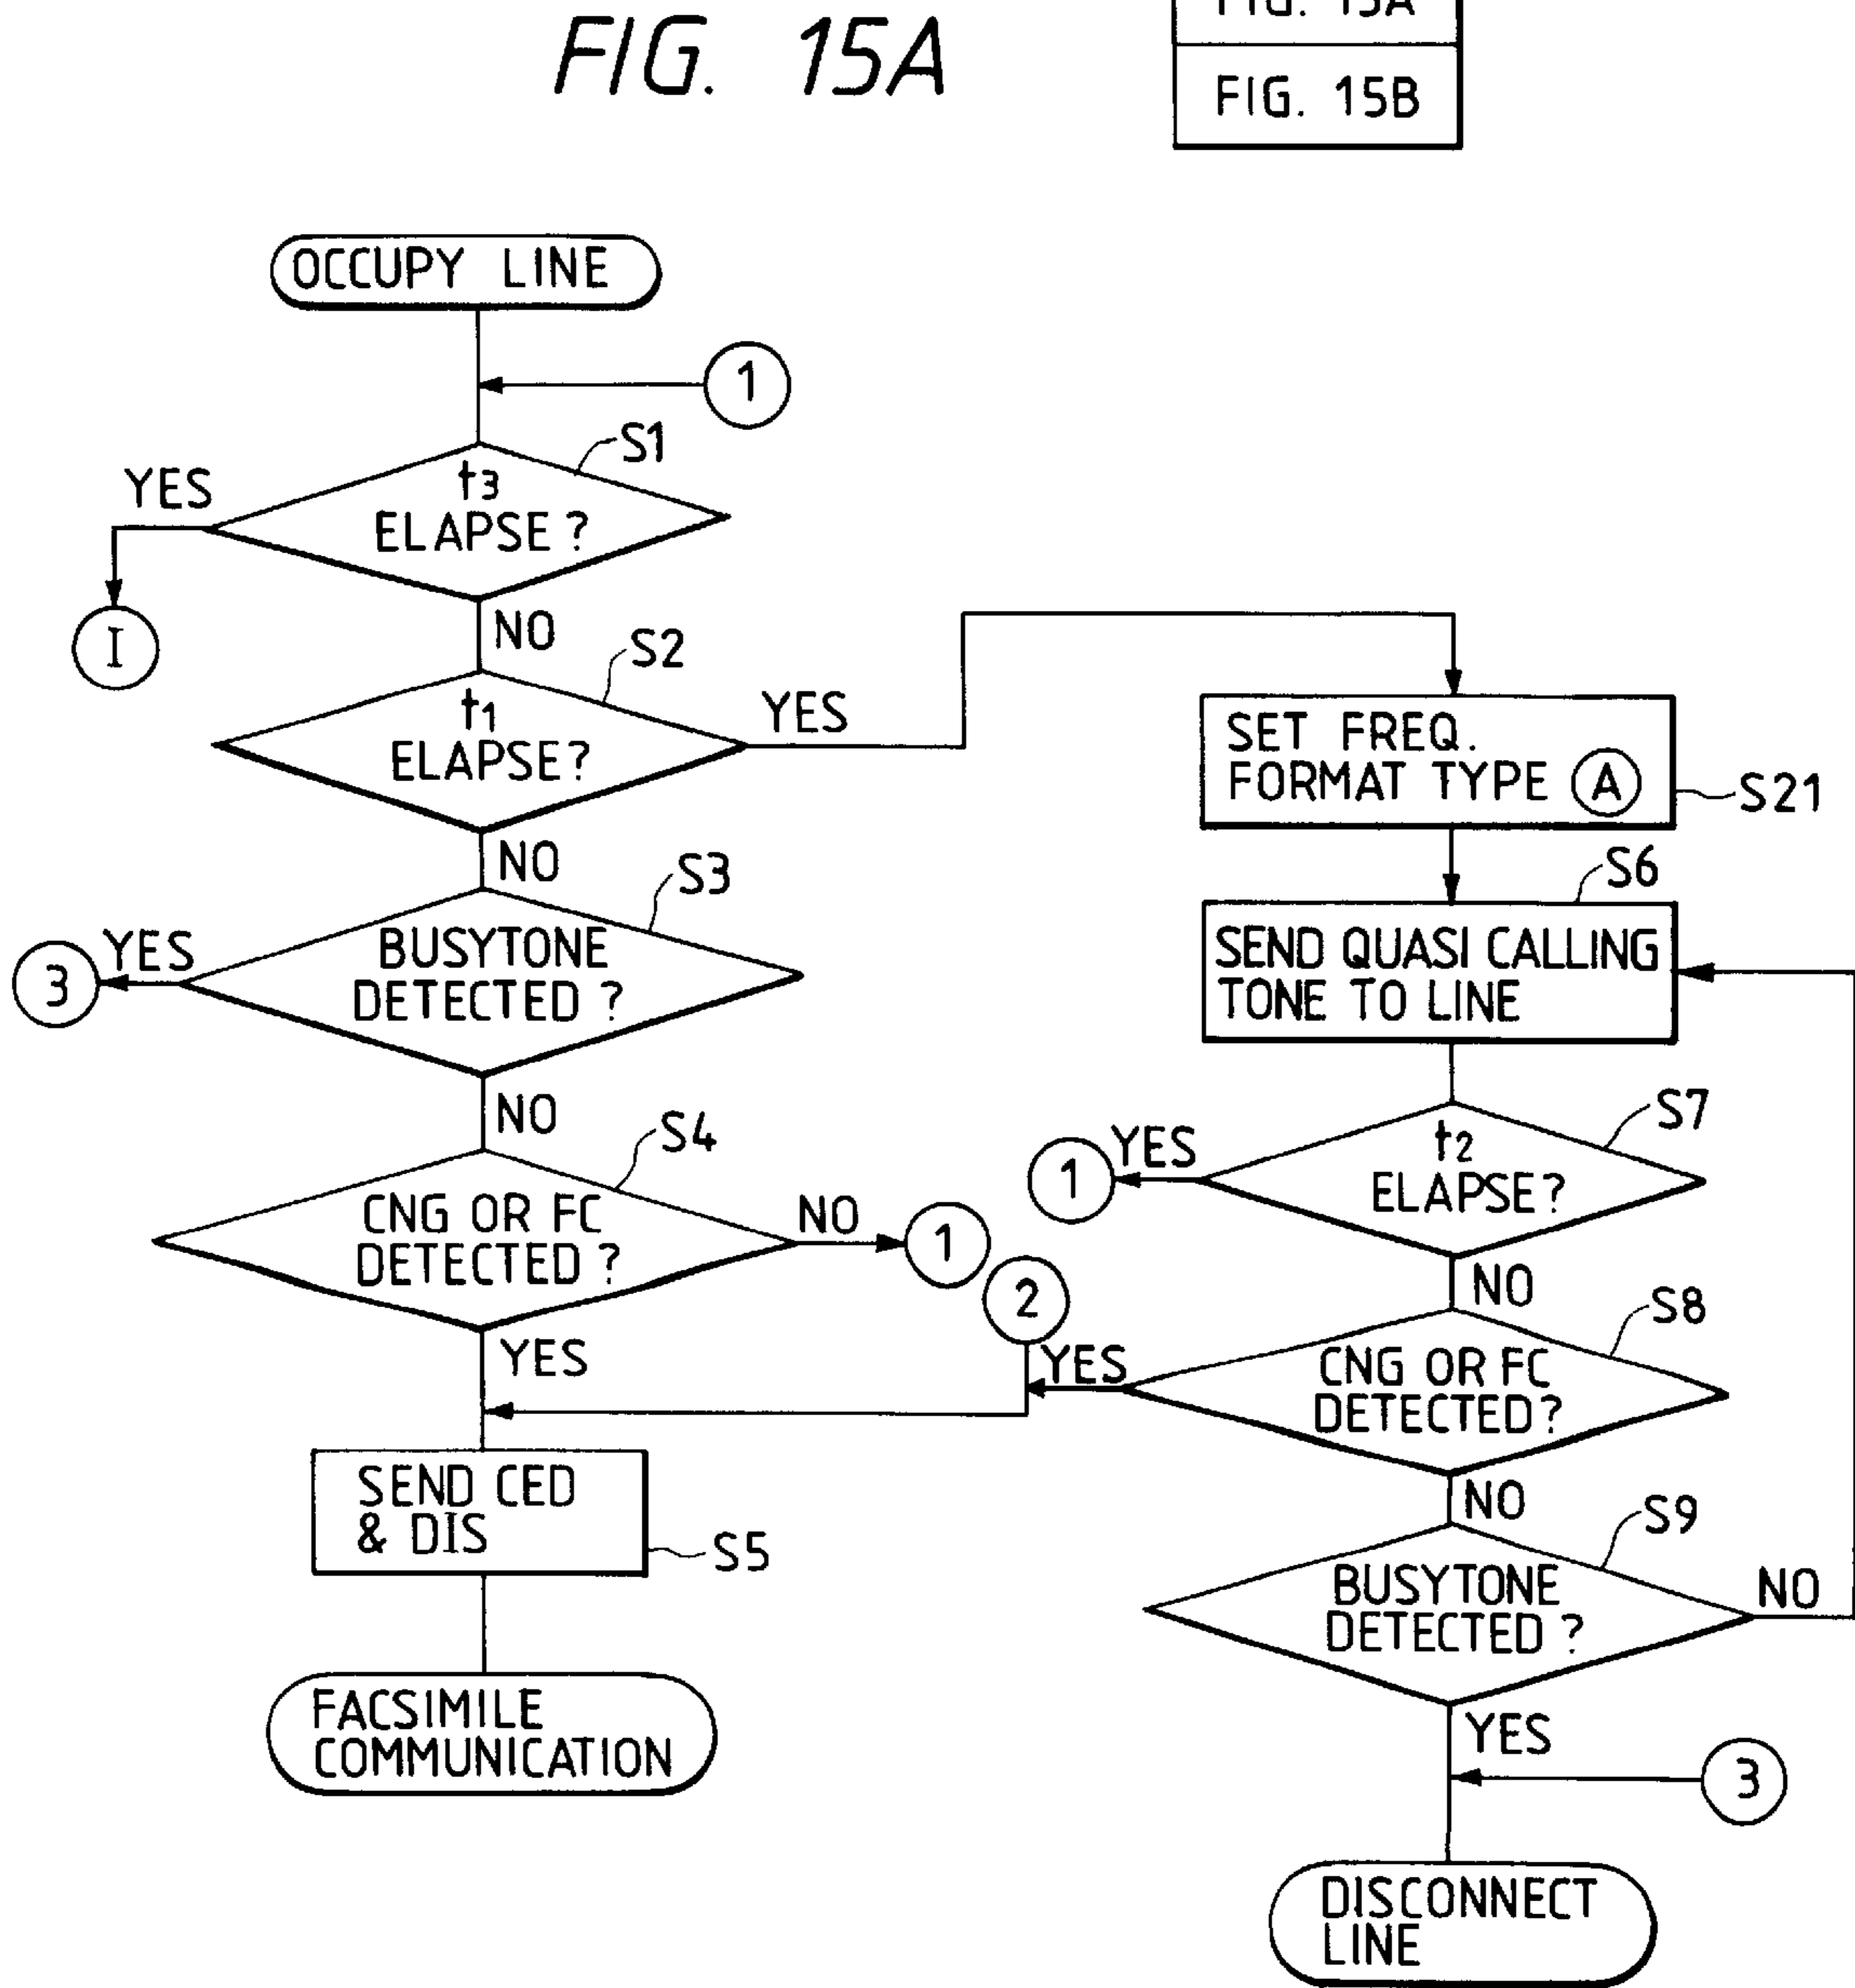 FIG. 15A
FIG. 15A
FIG. 15B
OCCUPY LINE
1
S1
YES
t3
ELAPSE ?
I
NO
S2
t1
ELAPSE?
YES
SET FREQ.
FORMAT TYPE A
S21
NO
S3
S6
YES
3
BUSYTONE
DETECTED ?
SEND QUASI CALLING
TONE TO LINE
NO
S4
S7
1
YES
t2
ELAPSE?
CNG OR FC
DETECTED ?
NO
1
2
NO
S8
YES
YES
CNG OR FC
DETECTED?
SEND CED
& DIS
S5
NO
S9
BUSYTONE
DETECTED ?
NO
FACSIMILE
COMMUNICATION
YES
3
DISCONNECT
LINE